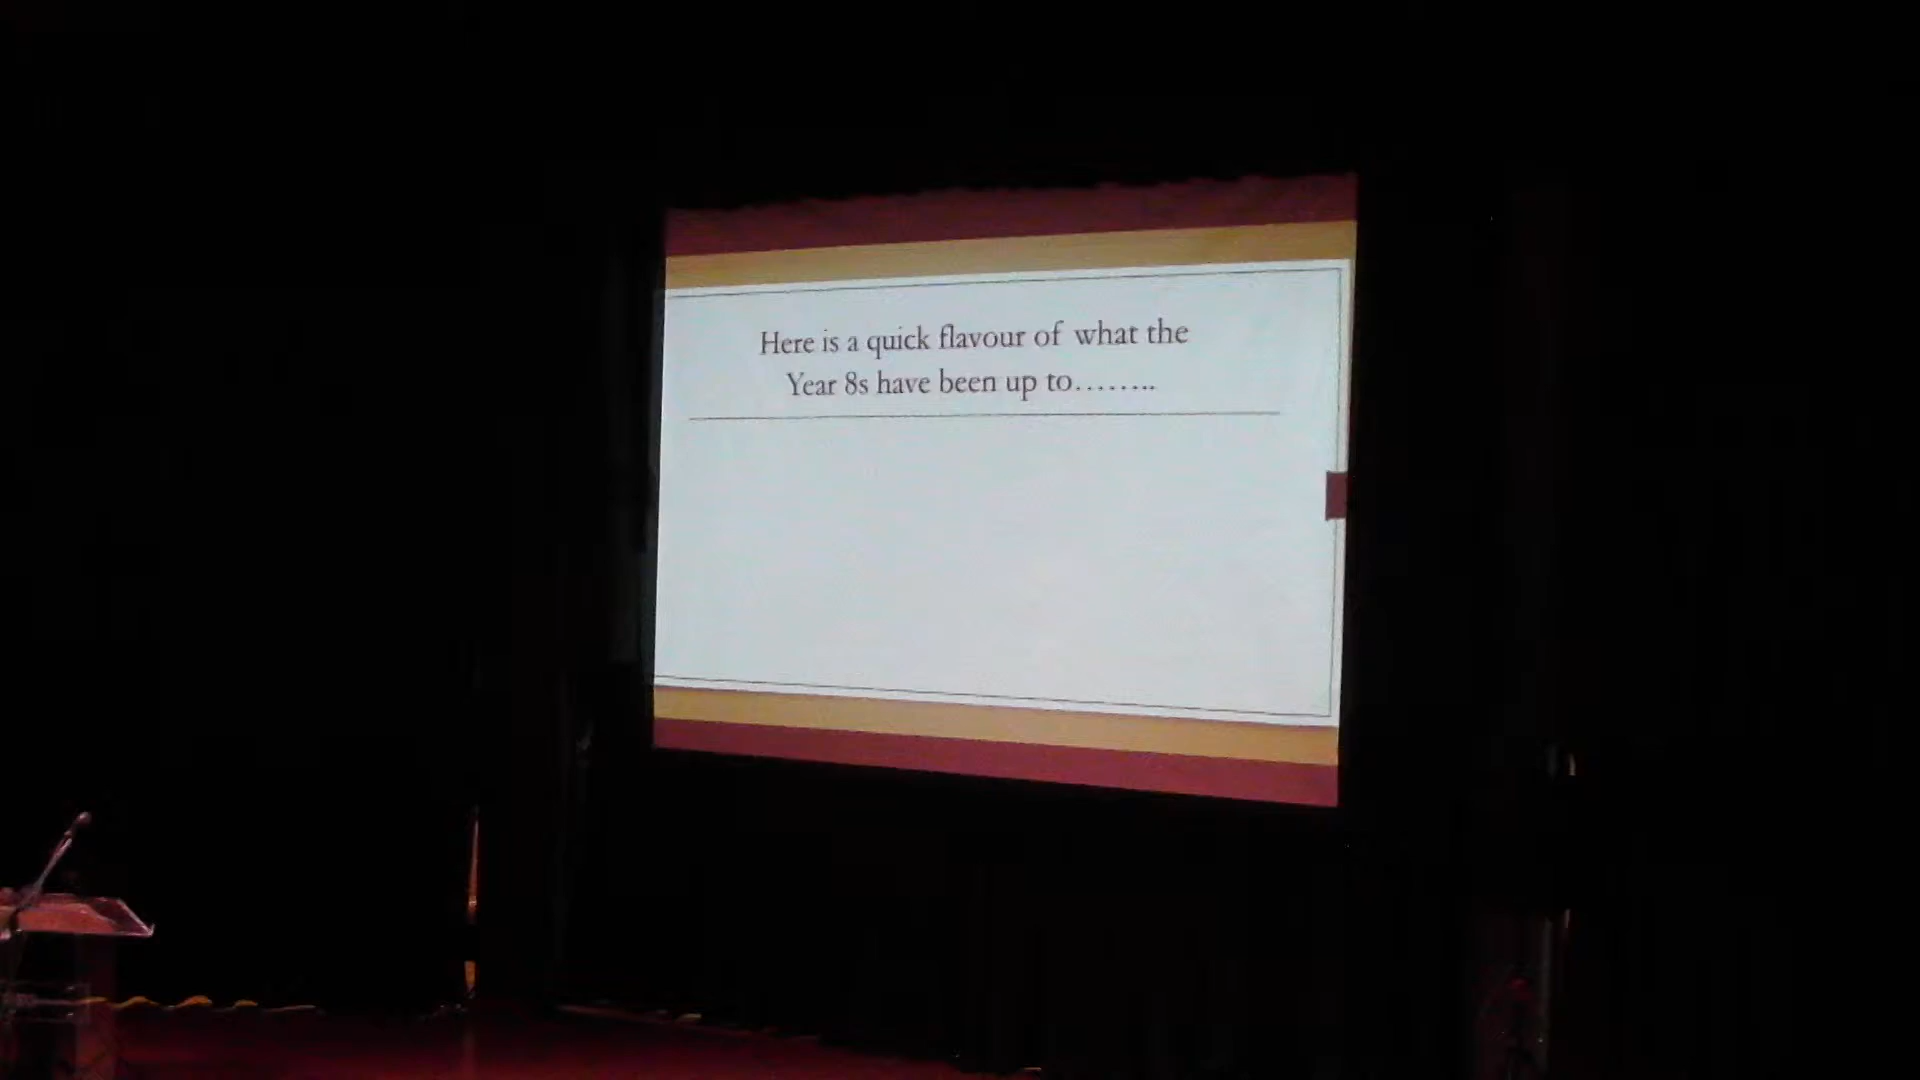 Here is a quick flavour of what the
Year 8s have been up to........